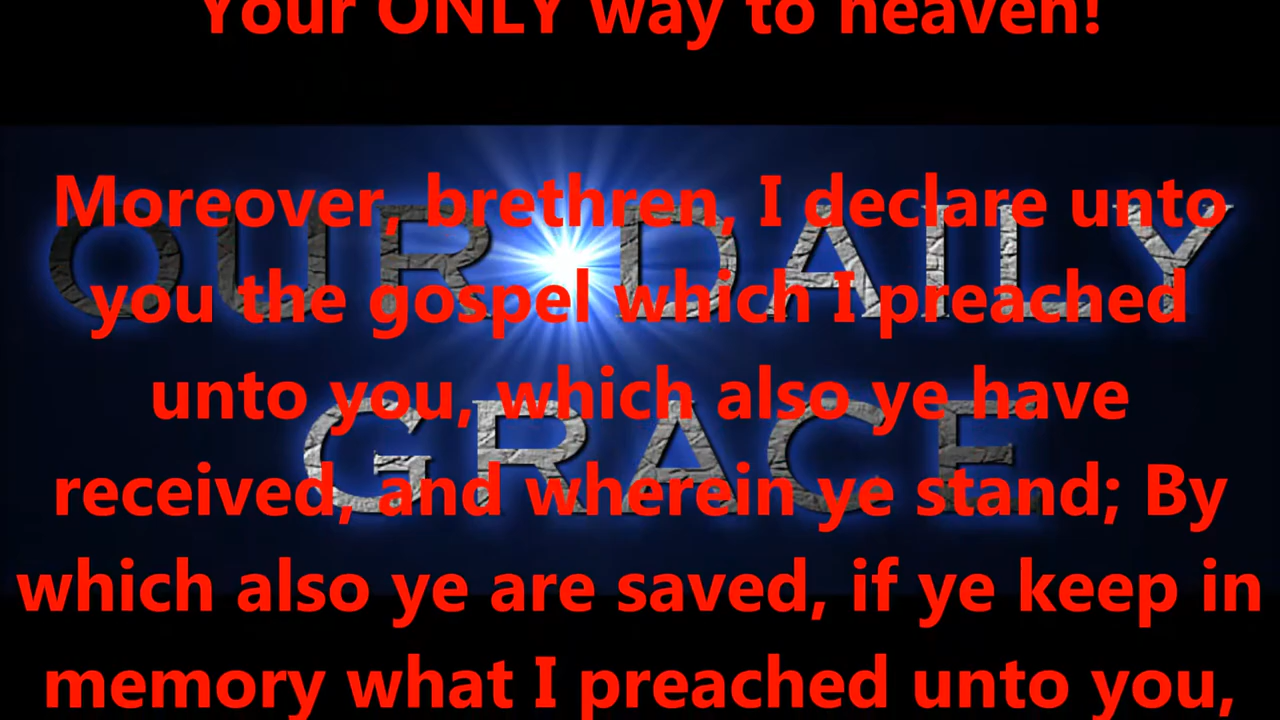 Your ONLY way to heaven!
Moreover, brethren, I declare unto
you the gospel which I preached
unto you, which also ye have
received, and wherein ye stand; By
which also ye are saved, if ye keep in
memory what I preached unto you,
OUR DAILY
GRACE